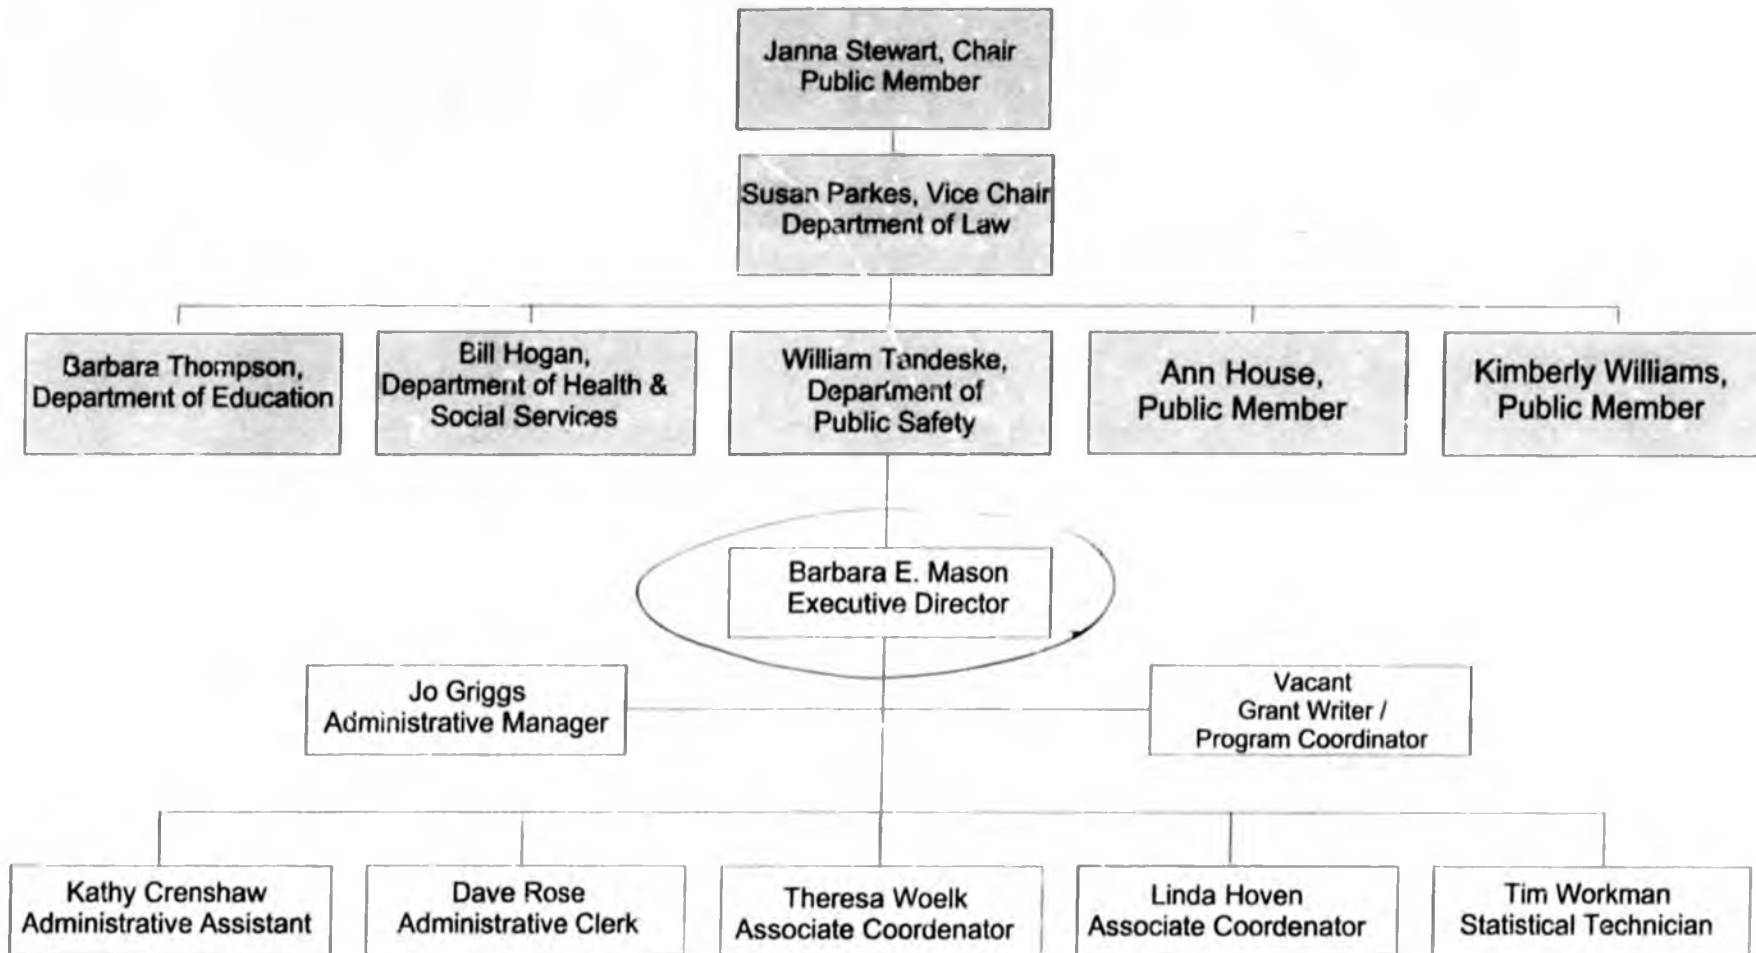 Janna Stewart, Chair
Public Member
Susan Parkes, Vice Chair
Department of Law
Barbara Thompson,
Department of Education
Bill Hogan,
Department of Health &
Social Services
William Tandeske,
Department of
Public Safety
Ann House,
Public Member
Kimberly Williams,
Public Member
Barbara E. Mason
Executive Director
Jo Griggs
Administrative Manager
Vacant
Grant Writer /
Program Coordinator
Kathy Crenshaw
Administrative Assistant
Dave Rose
Administrative Clerk
Theresa Woelk
Associate Coordenator
Linda Hoven
Associate Coordenator
Tim Workman
Statistical Technician